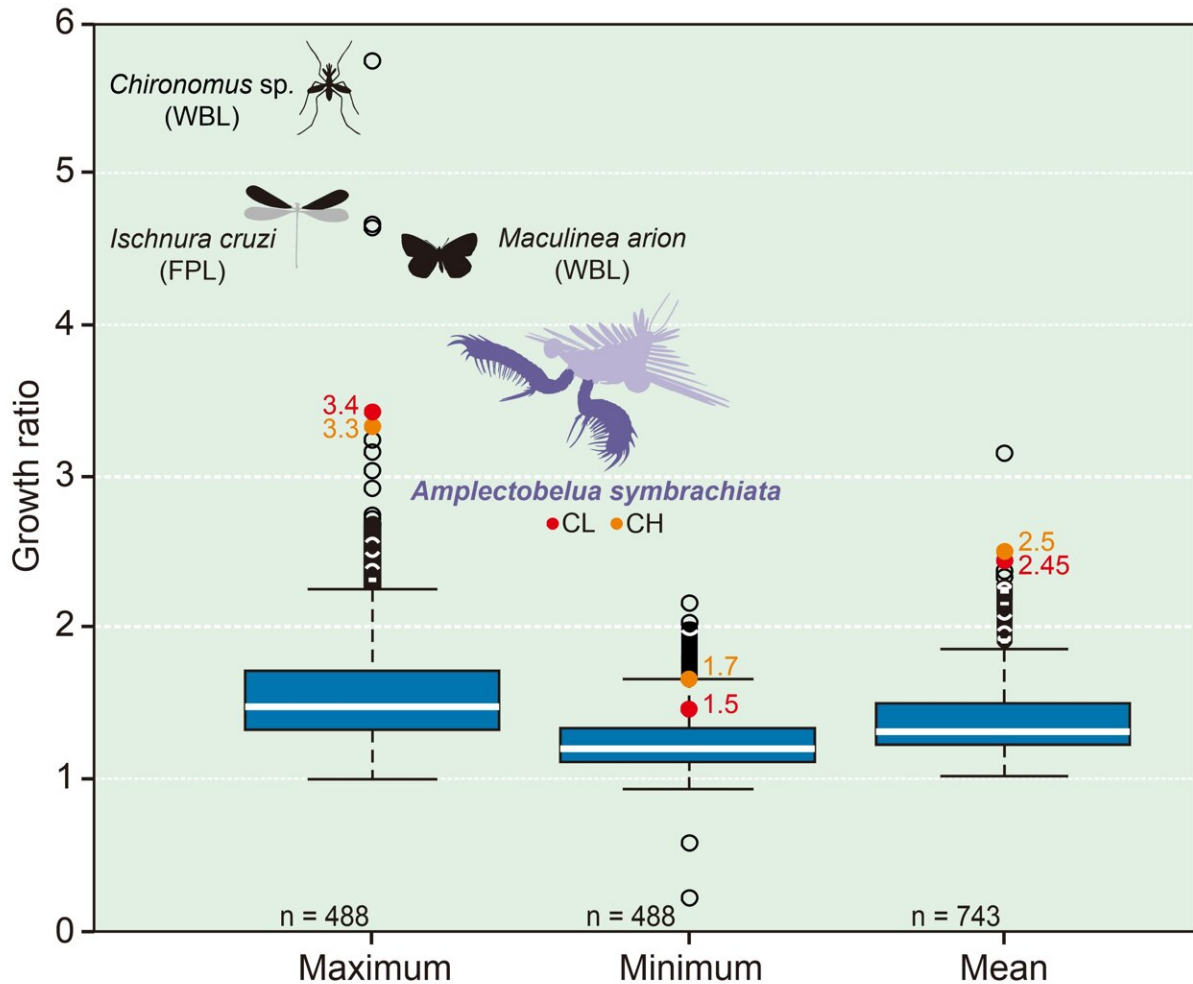 6
5
4
3
2
1
0
Growth ratio
Chironomus sp.
(WBL)
Ischnura cruzi
(FPL)
Maculinea arion
(WBL)
3.4
3.3
Amplectobelua symbrachiata
CL CH
1.7
1.5
2.5
2.45
n = 488
n = 488
n = 743
Maximum
Minimum
Mean